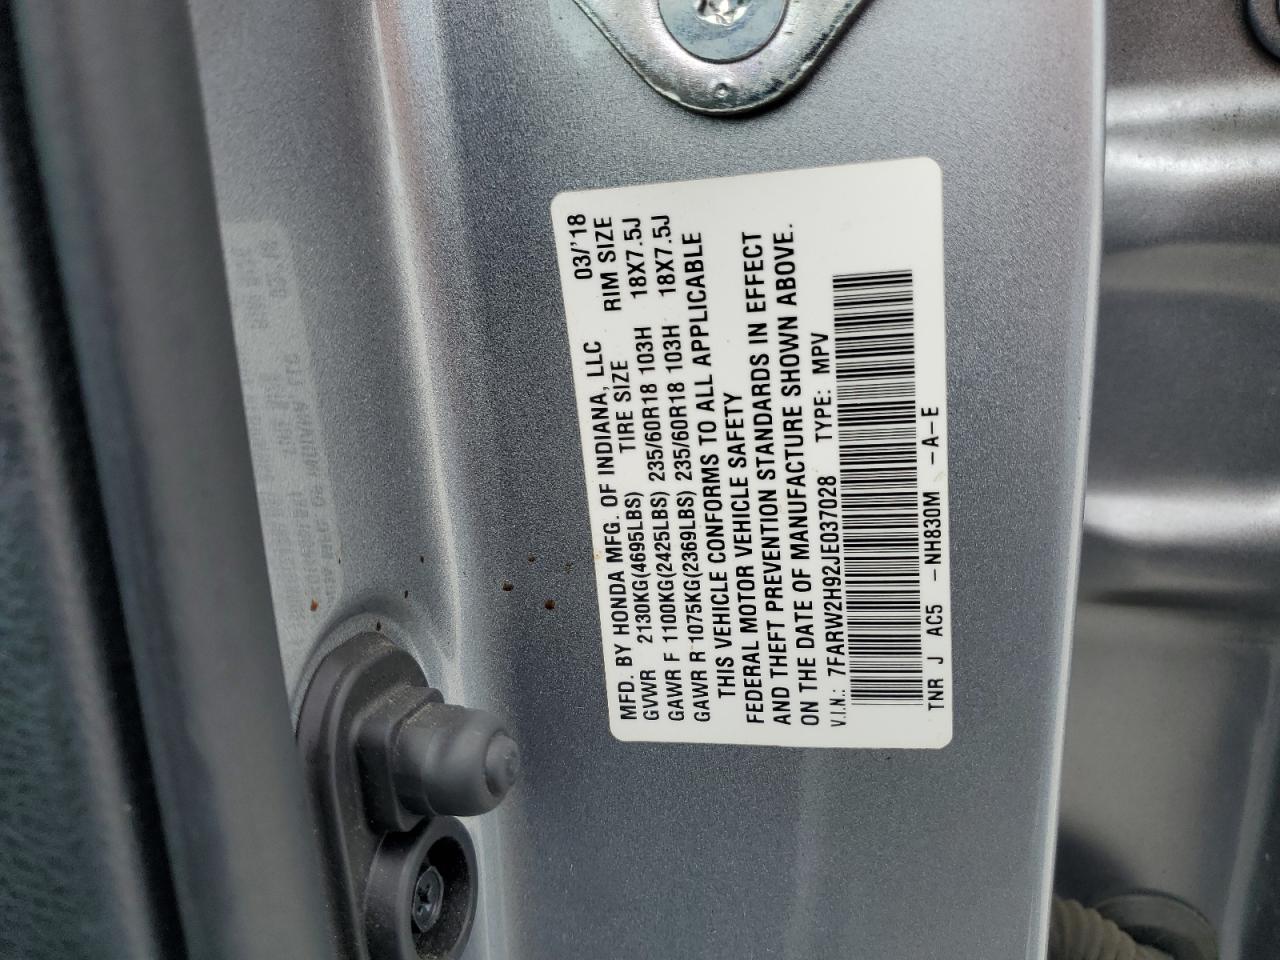 MFD. BY HONDA MFG. OF INDIANA, LLC 03/'18
GVWR 2130KG(4695LBS) TIRE SIZE RIM SIZE
GAWR F 1100KG(2425LBS) 235/60R18 103H 18X7.5J
GAWR R 1075KG(2369LBS) 235/60R18 103H 18X7.5J
THIS VEHICLE CONFORMS TO ALL APPLICABLE
FEDERAL MOTOR VEHICLE SAFETY
AND THEFT PREVENTION STANDARDS IN EFFECT
ON THE DATE OF MANUFACTURE SHOWN ABOVE.
V.I.N.: 7FARW2H92JE037028 TYPE: MPV
TNR J AC5 -NH830M -A-E